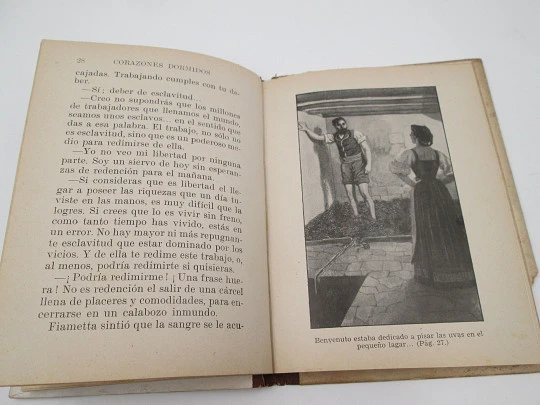 28 CORAZONES DORMIDOS
cajadas. Trabajando cumples con tu de-
ber.
—Sí; deber de esclavitud...
—Creo no supondrás que los millones
de trabajadores que llenamos el mundo,
seamos unos esclavos... en el sentido que
das a esa palabra. El trabajo, no sólo no
es esclavitud, sino que es un poderoso me-
dio para redimirse de ella.
—Yo no veo mi libertad por ninguna
parte. Soy un siervo de hoy sin esperan-
zas de redención para el mañana.
—Si consideras que es libertad el lle-
gar a poseer las riquezas que un día tu-
viste en las manos, es muy difícil que la
logres. Si crees que lo es vivir sin freno,
como tanto tiempo has vivido, estás en
un error. No hay mayor ni más repugnan-
te esclavitud que estar dominado por los
vicios. Y de ella te redime este trabajo, o,
al menos, podría redimirte si quisieras.
—¡Podría redimirme! ¡Una frase hue-
ra! No es redención el salir de una cárcel
llena de placeres y comodidades, para en-
cerrarse en un calabozo inmundo.
Fiametta sintió que la sangre se le acu-
Benvenuto estaba dedicado a pisar las uvas en el
pequeño lagar... (Pág. 27.)